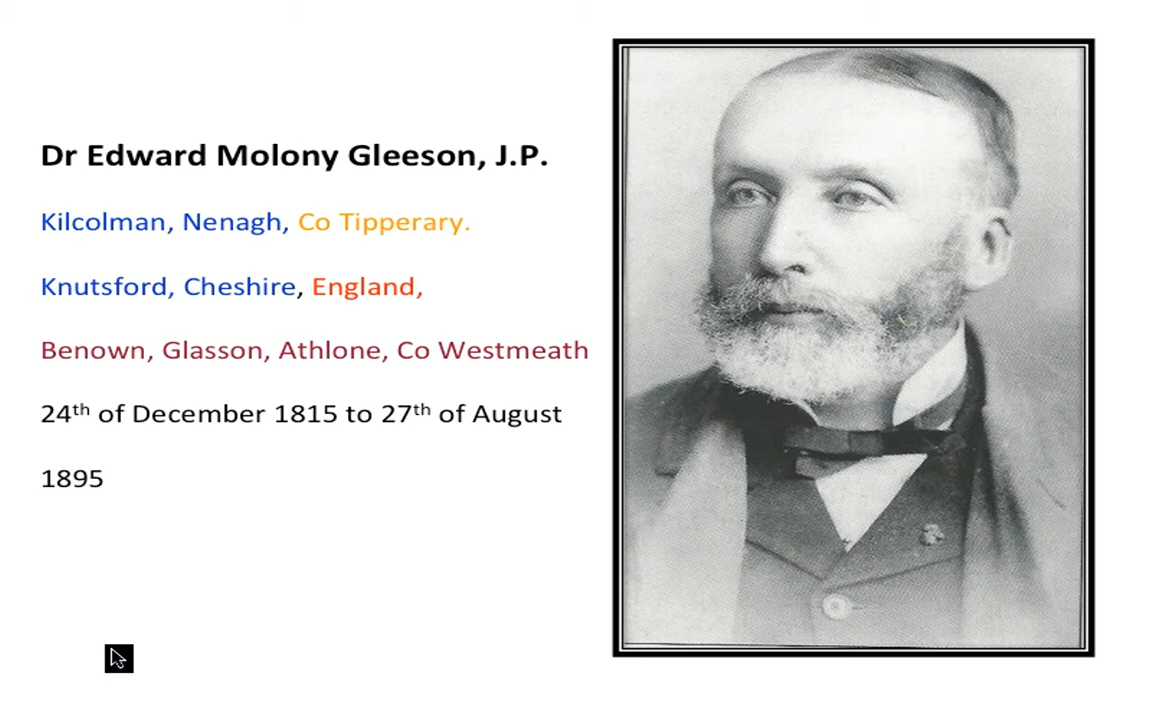 Dr Edward Molony Gleeson, J.P.
Kilcolman, Nenagh, Co Tipperary.
Knutsford, Cheshire, England,
Benown, Glasson, Athlone, Co Westmeath
24th of December 1815 to 27th of August
1895